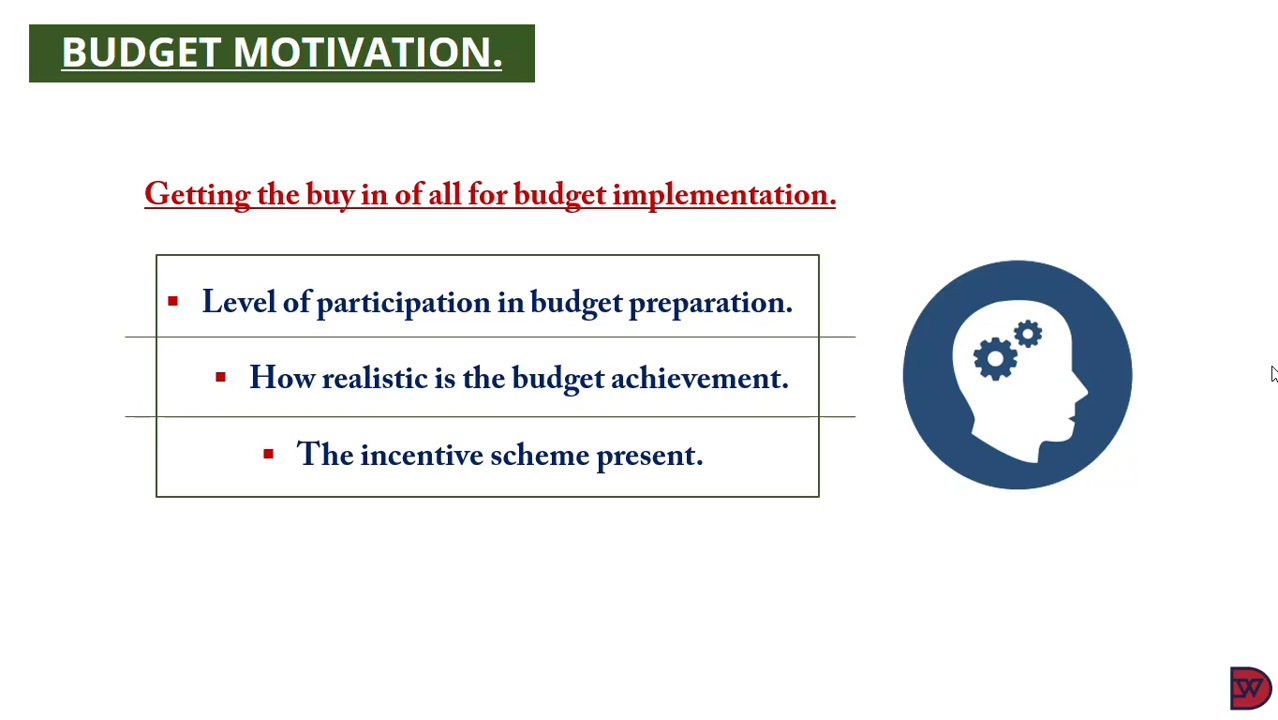 BUDGET MOTIVATION.
Getting the buy in of all for budget implementation.
Level of participation in budget preparation.
How realistic is the budget achievement.
The incentive scheme present.